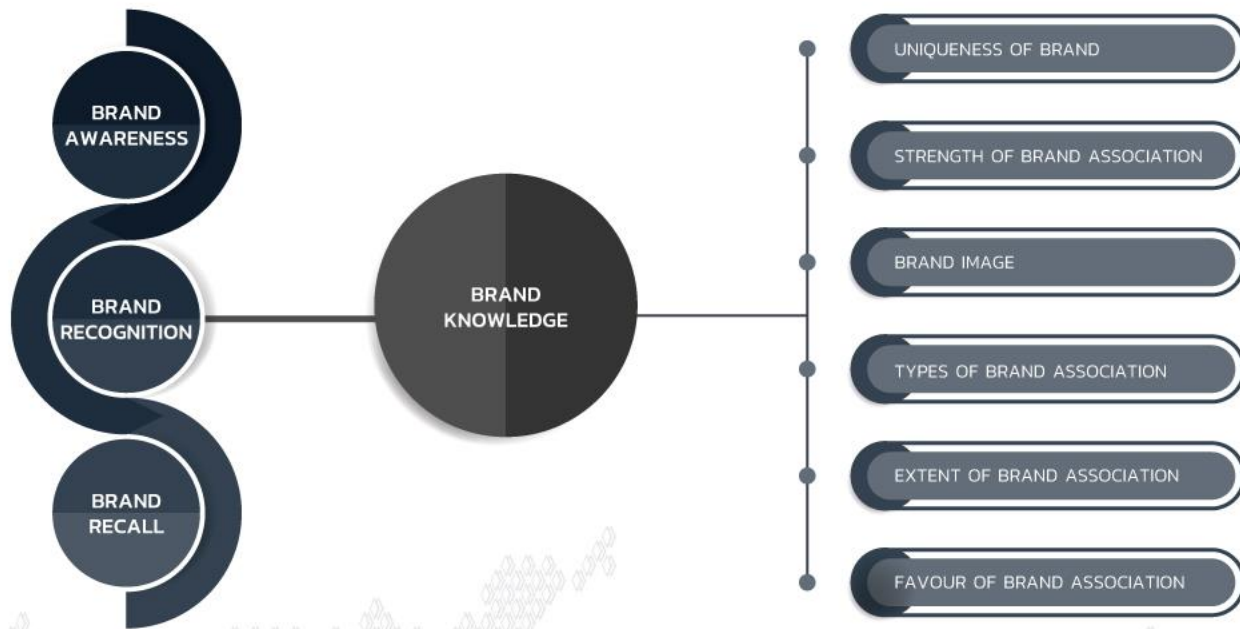 BRAND
AWARENESS
BRAND
RECOGNITION
BRAND
RECALL
BRAND
KNOWLEDGE
UNIQUENESS OF BRAND
STRENGTH OF BRAND ASSOCIATION
BRAND IMAGE
TYPES OF BRAND ASSOCIATION
EXTENT OF BRAND ASSOCIATION
FAVOUR OF BRAND ASSOCIATION